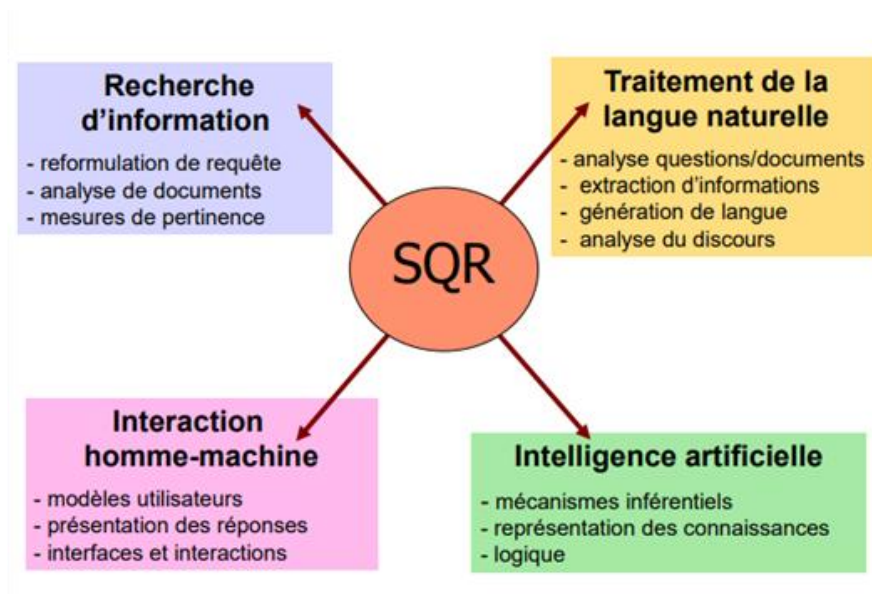 Recherche
d'information
- reformulation de requête
- analyse de documents
- mesures de pertinence
Traitement de la
langue naturelle
- analyse questions/documents
- extraction d'informations
- génération de langue
- analyse du discours
SQR
Interaction
homme-machine
- modèles utilisateurs
- présentation des réponses
- interfaces et interactions
Intelligence artificielle
- mécanismes inférentiels
- représentation des connaissances
- logique